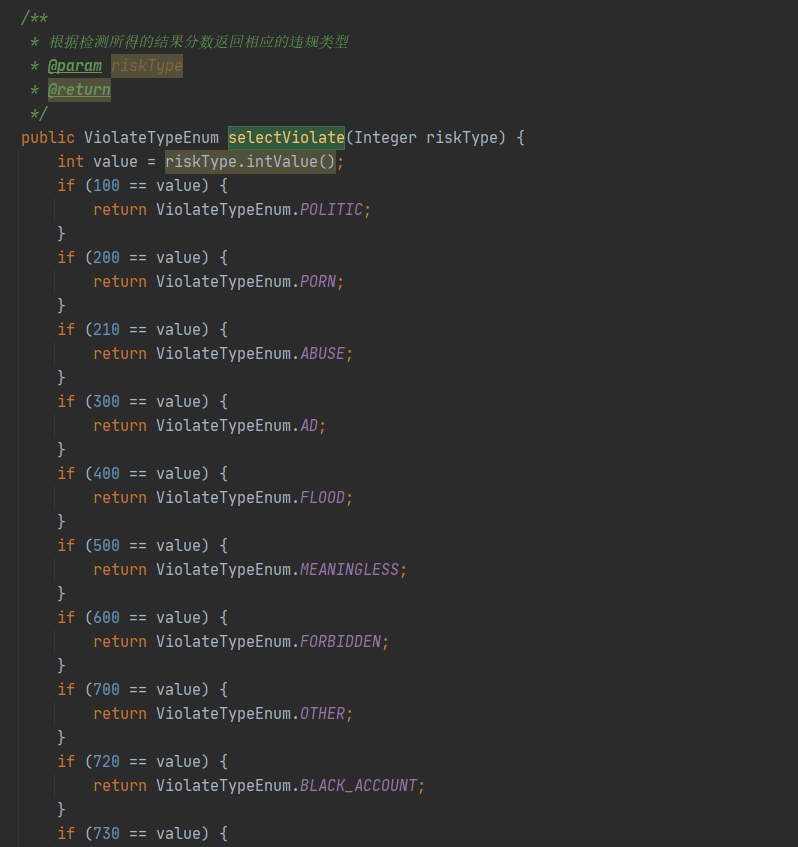 /**
 * 根据检测所得的结果分数返回相应的违规类型
 * @param riskType
 * @return
 */
public ViolateTypeEnum selectViolate(Integer riskType) {
    int value = riskType.intValue();
    if (100 == value) {
        return ViolateTypeEnum.POLITIC;
    }
    if (200 == value) {
        return ViolateTypeEnum.PORN;
    }
    if (210 == value) {
        return ViolateTypeEnum.ABUSE;
    }
    if (300 == value) {
        return ViolateTypeEnum.AD;
    }
    if (400 == value) {
        return ViolateTypeEnum.FLOOD;
    }
    if (500 == value) {
        return ViolateTypeEnum.MEANINGLESS;
    }
    if (600 == value) {
        return ViolateTypeEnum.FORBIDDEN;
    }
    if (700 == value) {
        return ViolateTypeEnum.OTHER;
    }
    if (720 == value) {
        return ViolateTypeEnum.BLACK_ACCOUNT;
    }
    if (730 == value) {